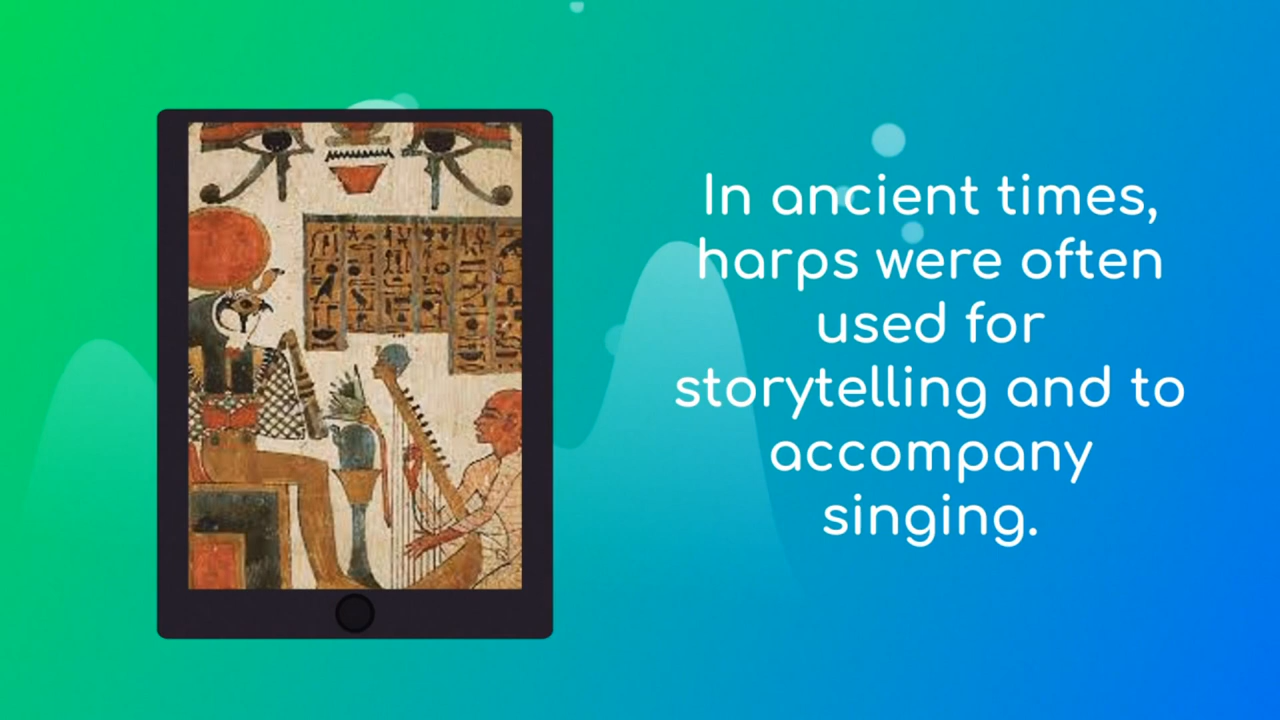 In ancient times,
harps were often
used for
storytelling and to
accompany
singing.